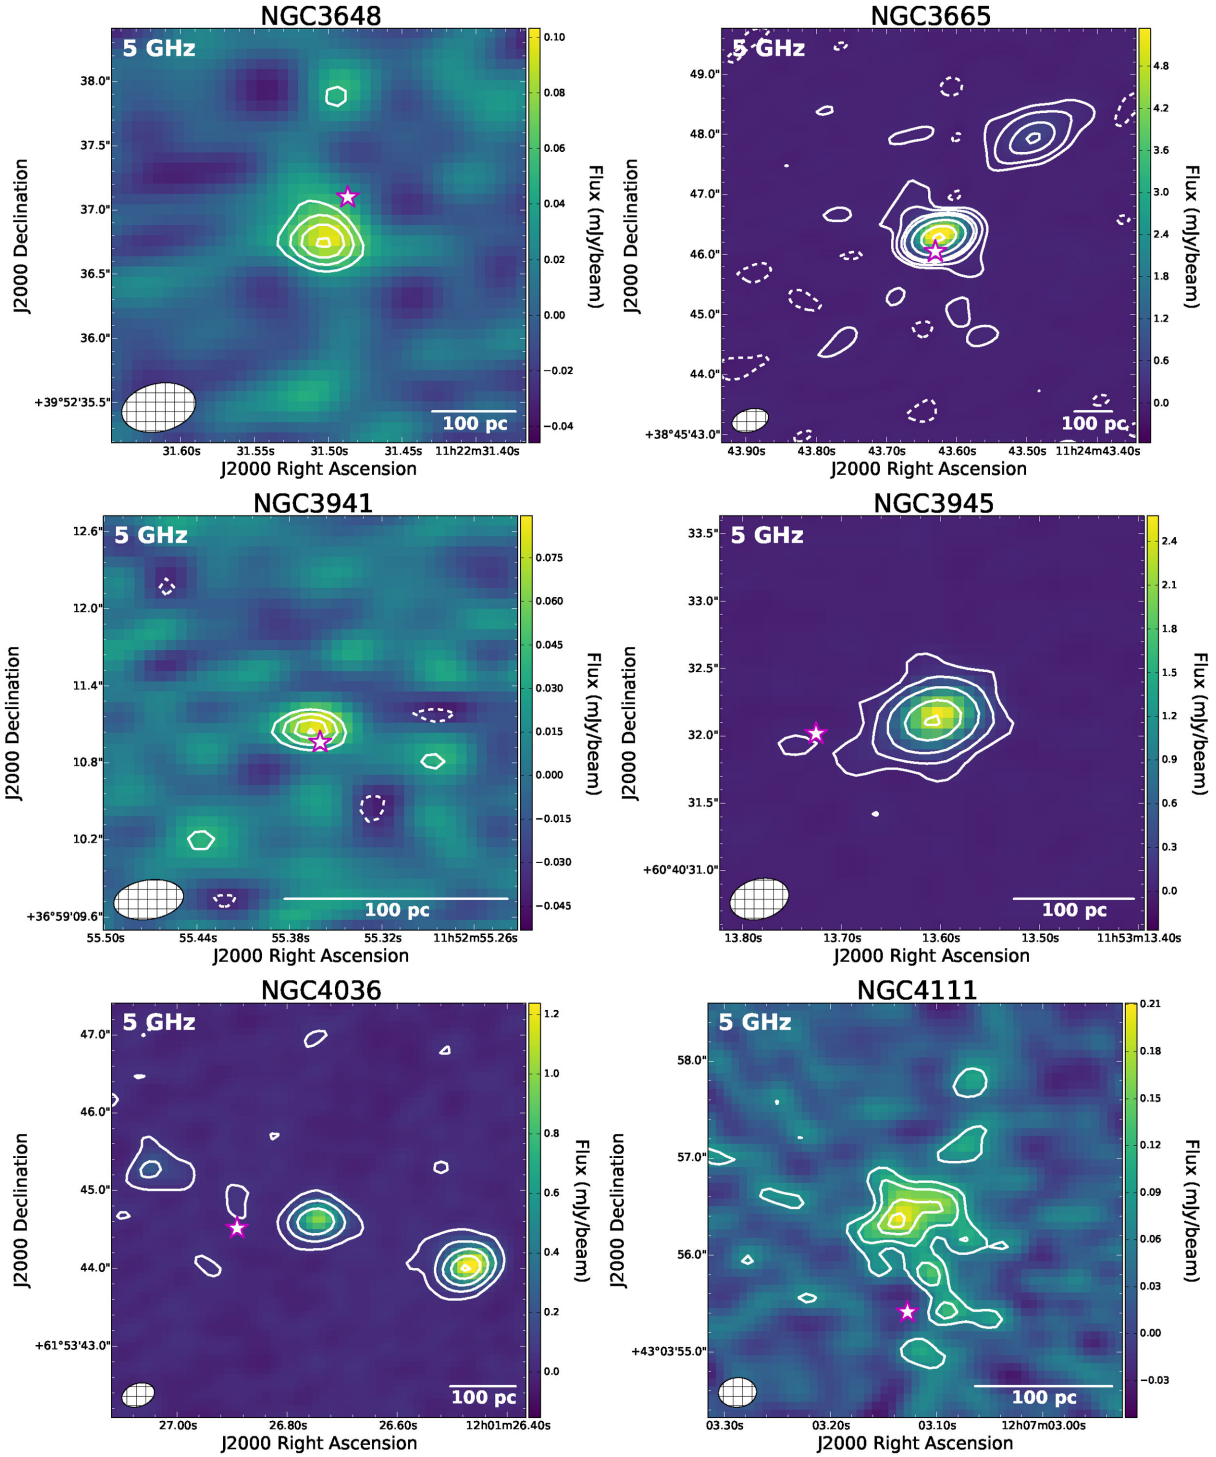 NGC3648
5 GHz
38.0"
37.5"
37.0"
36.5"
36.0"
+39°52'35.5"
J2000 Declination
31.60s 31.55s 31.50s 31.45s 11h22m31.40s
J2000 Right Ascension
100 pc
0.10
0.08
0.06
0.04
0.02
0.00
−0.02
−0.04
Flux (mJy/beam)
NGC3665
5 GHz
49.0"
48.0"
47.0"
46.0"
45.0"
44.0"
+38°45'43.0"
J2000 Declination
43.90s 43.80s 43.70s 43.60s 43.50s 11h24m43.40s
J2000 Right Ascension
100 pc
4.8
4.2
3.6
3.0
2.4
1.8
1.2
0.6
0.0
Flux (mJy/beam)
NGC3941
5 GHz
12.6"
12.0"
11.4"
10.8"
10.2"
+36°59'09.6"
J2000 Declination
55.50s 55.44s 55.38s 55.32s 11h52m55.26s
J2000 Right Ascension
100 pc
0.075
0.060
0.045
0.030
0.015
0.000
−0.015
−0.030
−0.045
Flux (mJy/beam)
NGC3945
5 GHz
33.5"
33.0"
32.5"
32.0"
31.5"
+60°40'31.0"
J2000 Declination
13.80s 13.70s 13.60s 13.50s 11h53m13.40s
J2000 Right Ascension
100 pc
2.4
2.1
1.8
1.5
1.2
0.9
0.6
0.3
0.0
Flux (mJy/beam)
NGC4036
5 GHz
47.0"
46.0"
45.0"
44.0"
+61°53'43.0"
J2000 Declination
27.00s 26.80s 26.60s 12h01m26.40s
J2000 Right Ascension
100 pc
1.2
1.0
0.8
0.6
0.4
0.2
0.0
Flux (mJy/beam)
NGC4111
5 GHz
58.0"
57.0"
56.0"
+43°03'55.0"
J2000 Declination
03.30s 03.20s 03.10s 12h07m03.00s
J2000 Right Ascension
100 pc
0.21
0.18
0.15
0.12
0.09
0.06
0.03
0.00
−0.03
Flux (mJy/beam)